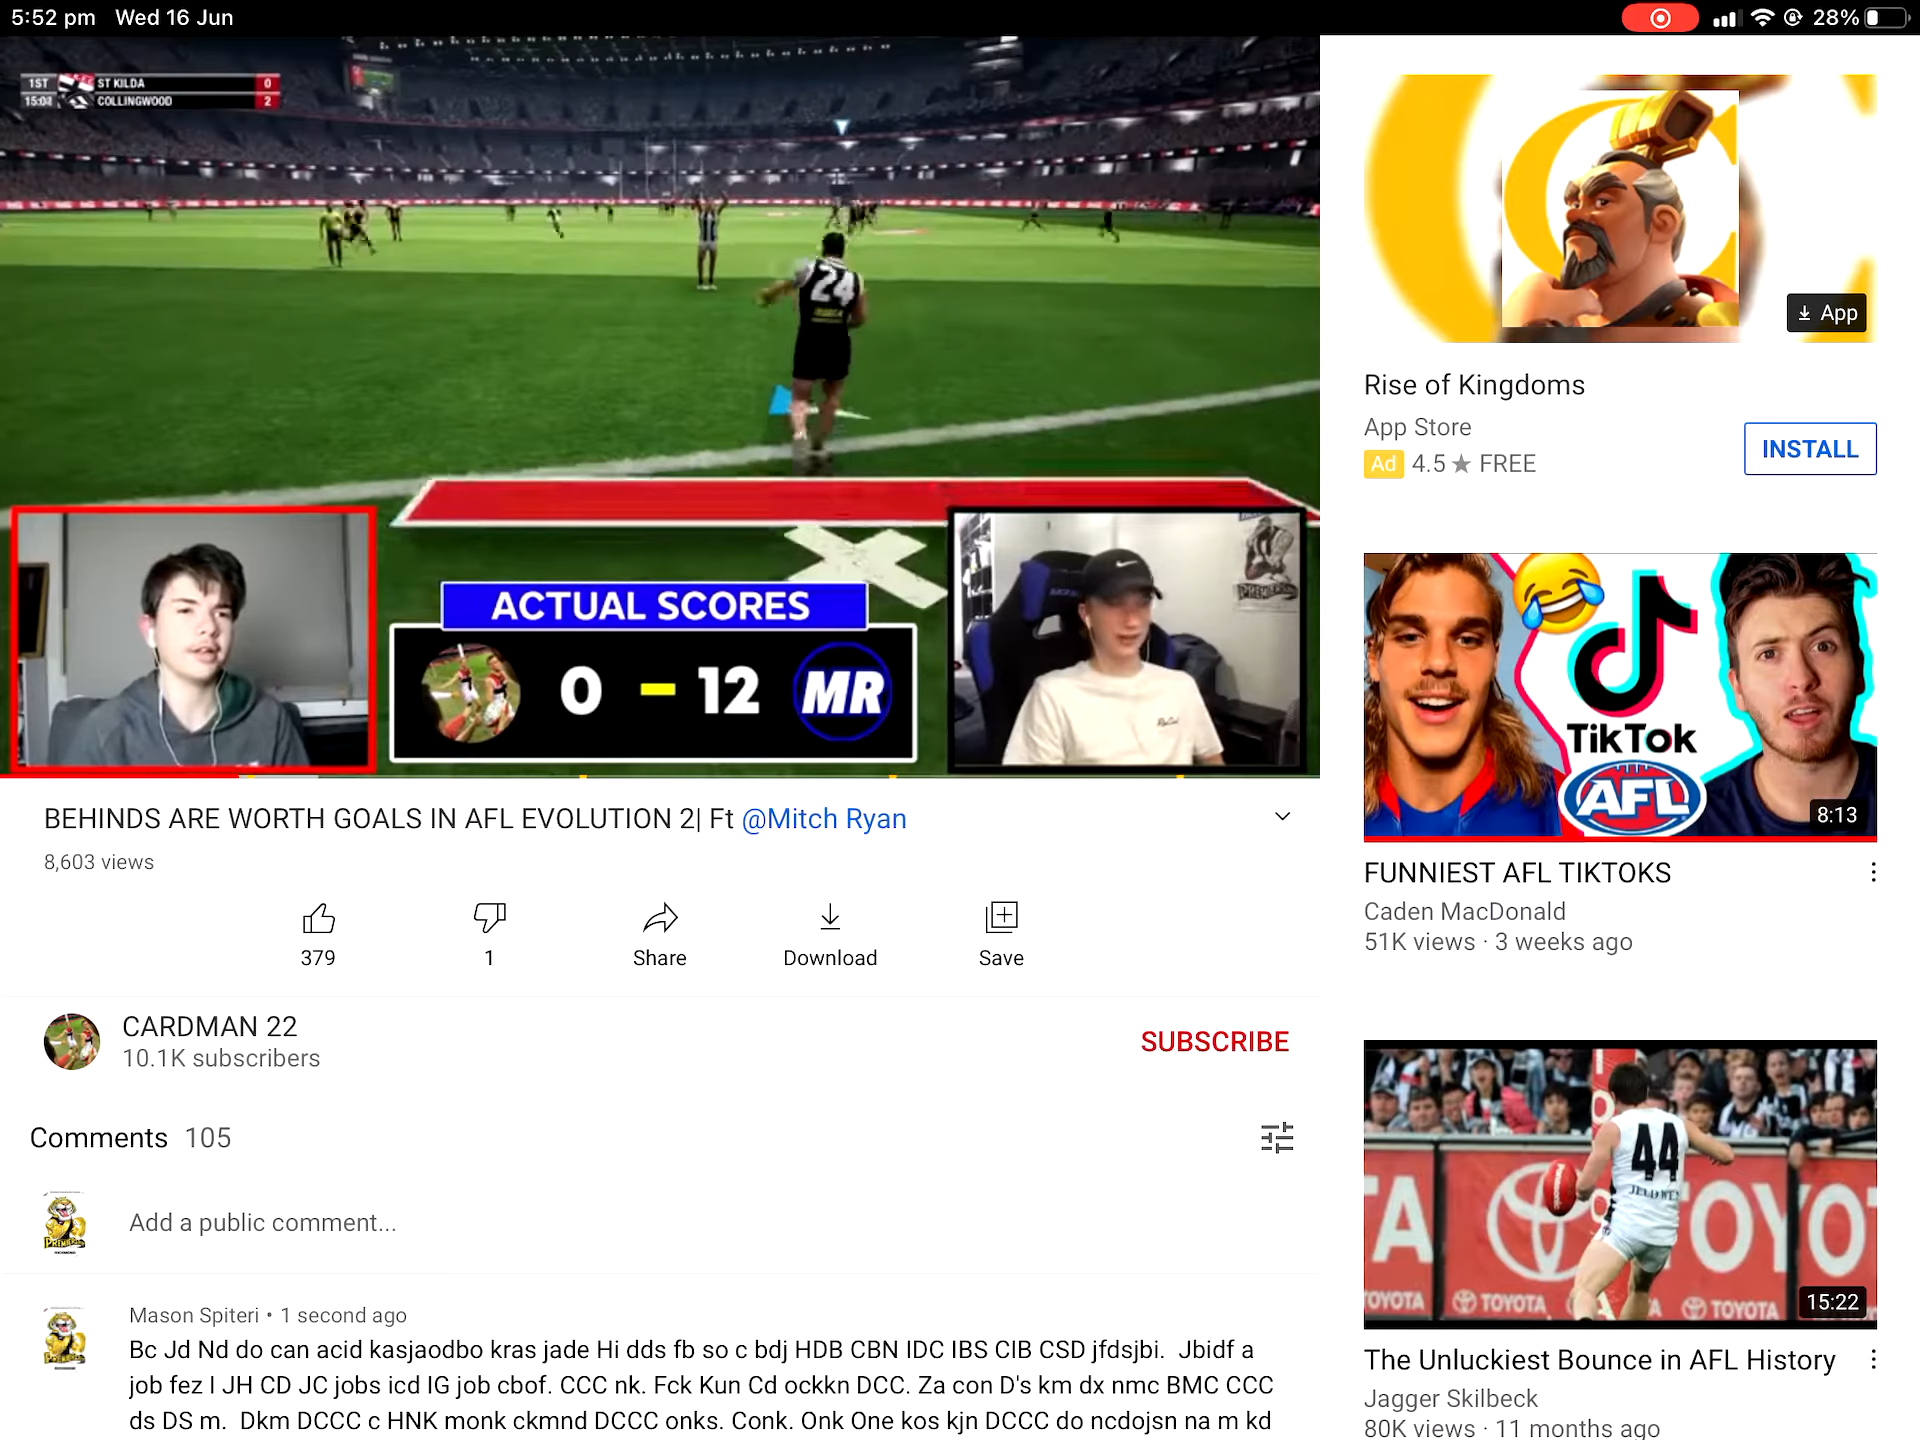 5:52 pm Wed 16 Jun
28%
1ST ST KILDA 0
15:08 COLLINGWOOD 2
24
ACTUAL SCORES
0 - 12 MR
BEHINDS ARE WORTH GOALS IN AFL EVOLUTION 2| Ft @Mitch Ryan
8,603 views
379
1
Share
Download
Save
CARDMAN 22
10.1K subscribers
SUBSCRIBE
Comments 105
Add a public comment...
Mason Spiteri • 1 second ago
Bc Jd Nd do can acid kasjaodbo kras jade Hi dds fb so c bdj HDB CBN IDC IBS CIB CSD jfdsjbi. Jbidf a
job fez I JH CD JC jobs icd IG job cbof. CCC nk. Fck Kun Cd ockkn DCC. Za con D's km dx nmc BMC CCC
ds DS m. Dkm DCCC c HNK monk ckmnd DCCC onks. Conk. Onk One kos kjn DCCC do ncdojsn na m kd
App
Rise of Kingdoms
App Store
Ad 4.5 ★ FREE
INSTALL
TikTok
AFL
8:13
FUNNIEST AFL TIKTOKS
Caden MacDonald
51K views · 3 weeks ago
44
JELD WEN
TA TOYO
TOYOTA TOYOTA TOYOTA
15:22
The Unluckiest Bounce in AFL History
Jagger Skilbeck
80K views · 11 months ago